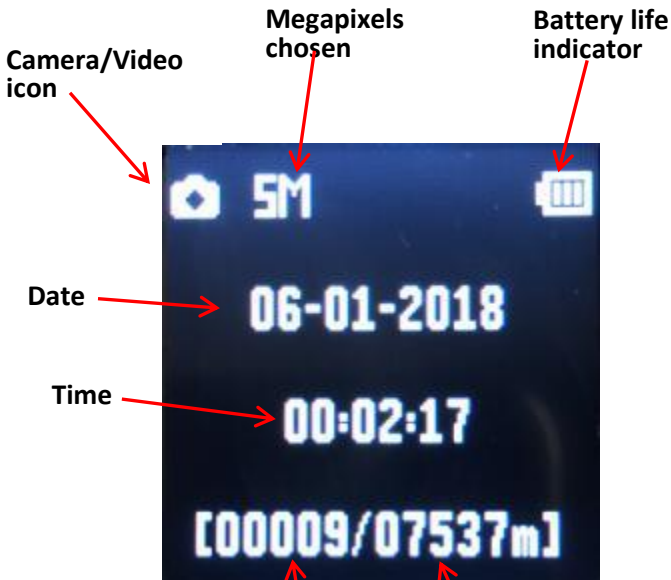 Megapixels
chosen
Battery life
indicator
Camera/Video
icon
5M
Date
06-01-2018
Time
00:02:17
[00009/07537m]